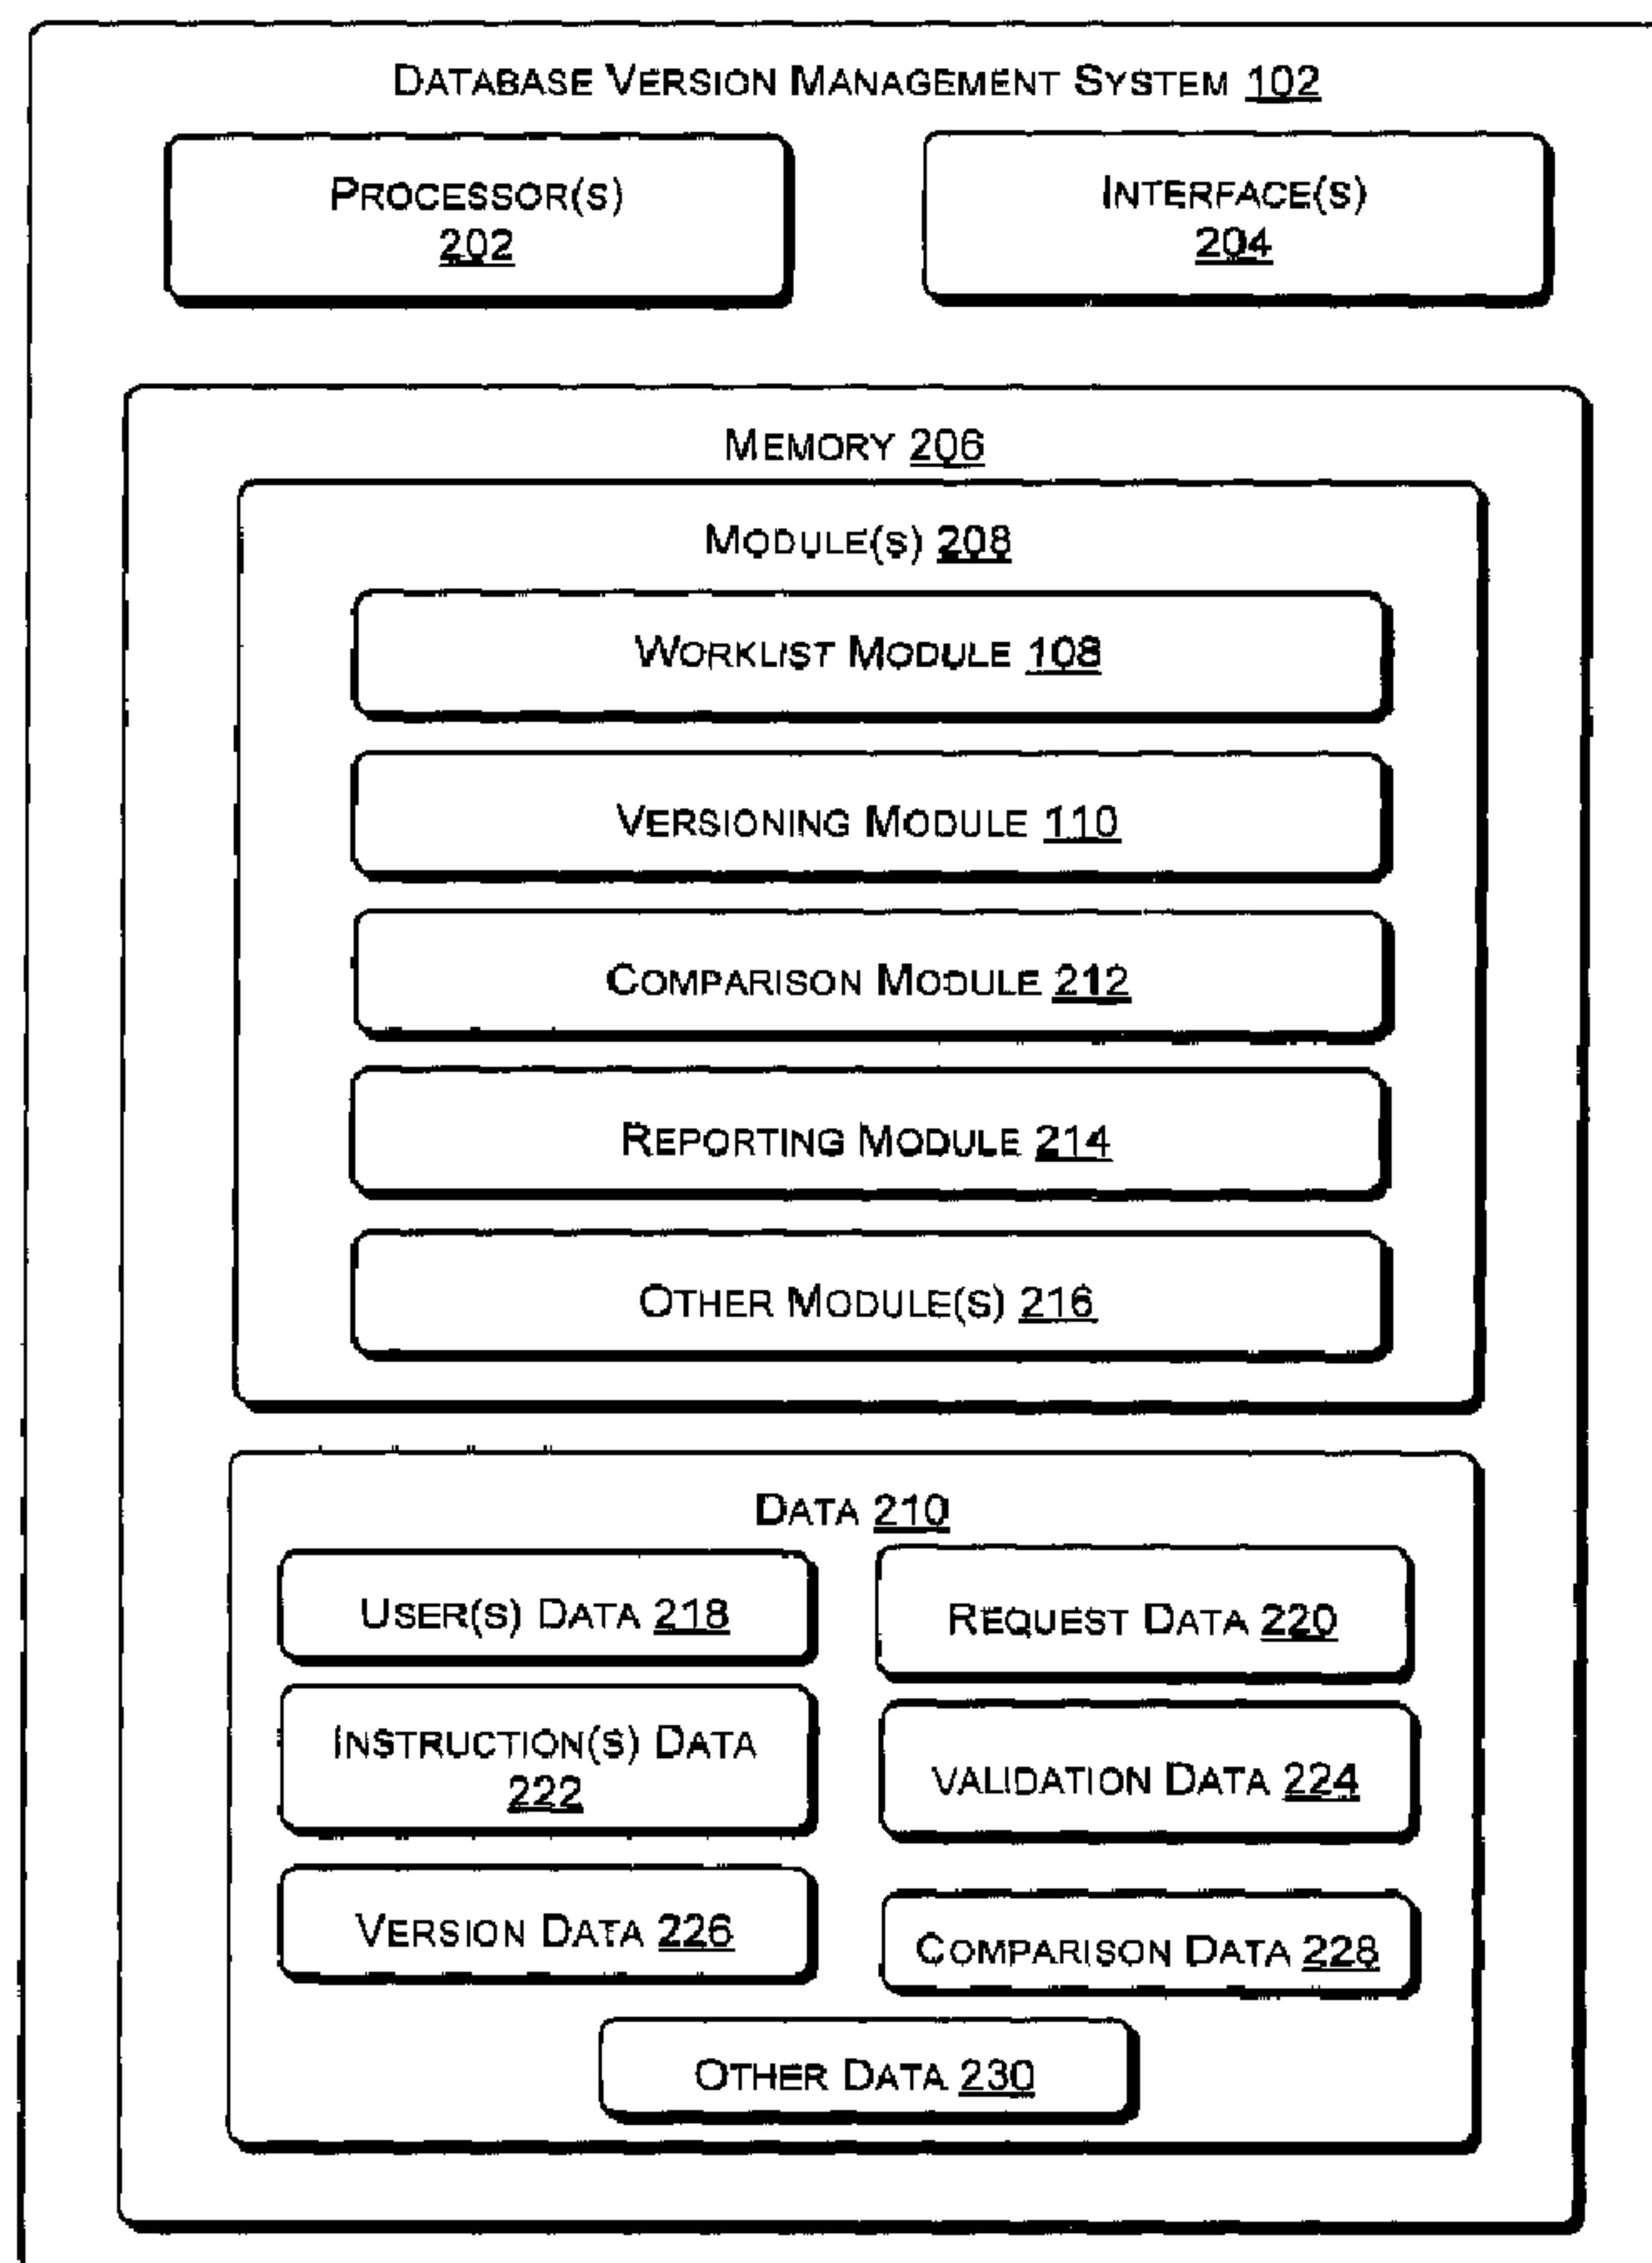 DATABASE VERSION MANAGEMENT SYSTEM 102
PROCESSOR(S)
202
INTERFACE(S)
204
MEMORY 206
MODULE(S) 208
WORKLIST MODULE 108
VERSIONING MODULE 110
COMPARISON MODULE 212
REPORTING MODULE 214
OTHER MODULE(S) 216
DATA 210
USER(S) DATA 218
REQUEST DATA 220
INSTRUCTION(S) DATA
222
VALIDATION DATA 224
VERSION DATA 226
COMPARISON DATA 228
OTHER DATA 230